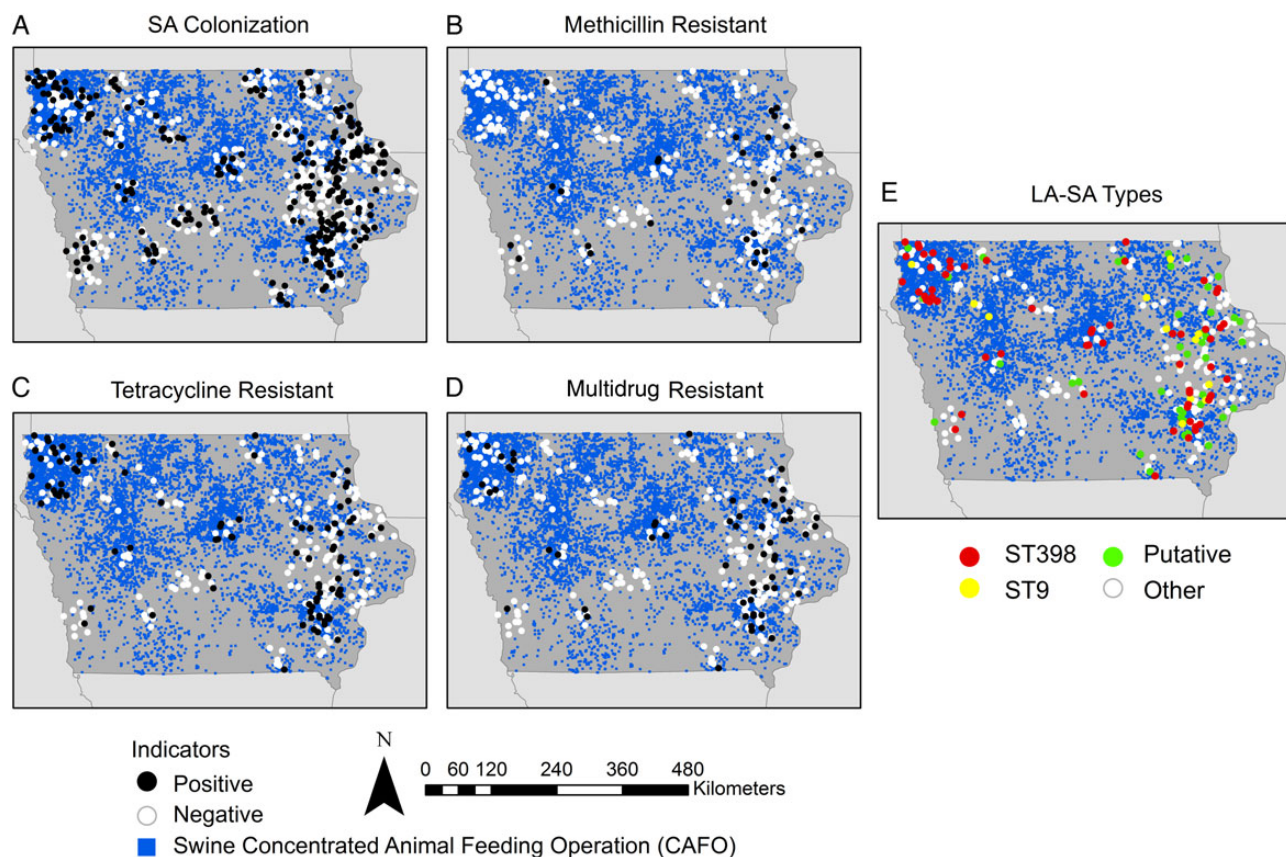 A SA Colonization
B Methicillin Resistant
C Tetracycline Resistant
D Multidrug Resistant
E LA-SA Types
ST398 Putative
ST9 Other
Indicators
Positive
Negative
Swine Concentrated Animal Feeding Operation (CAFO)
N
0 60 120 240 360 480
Kilometers